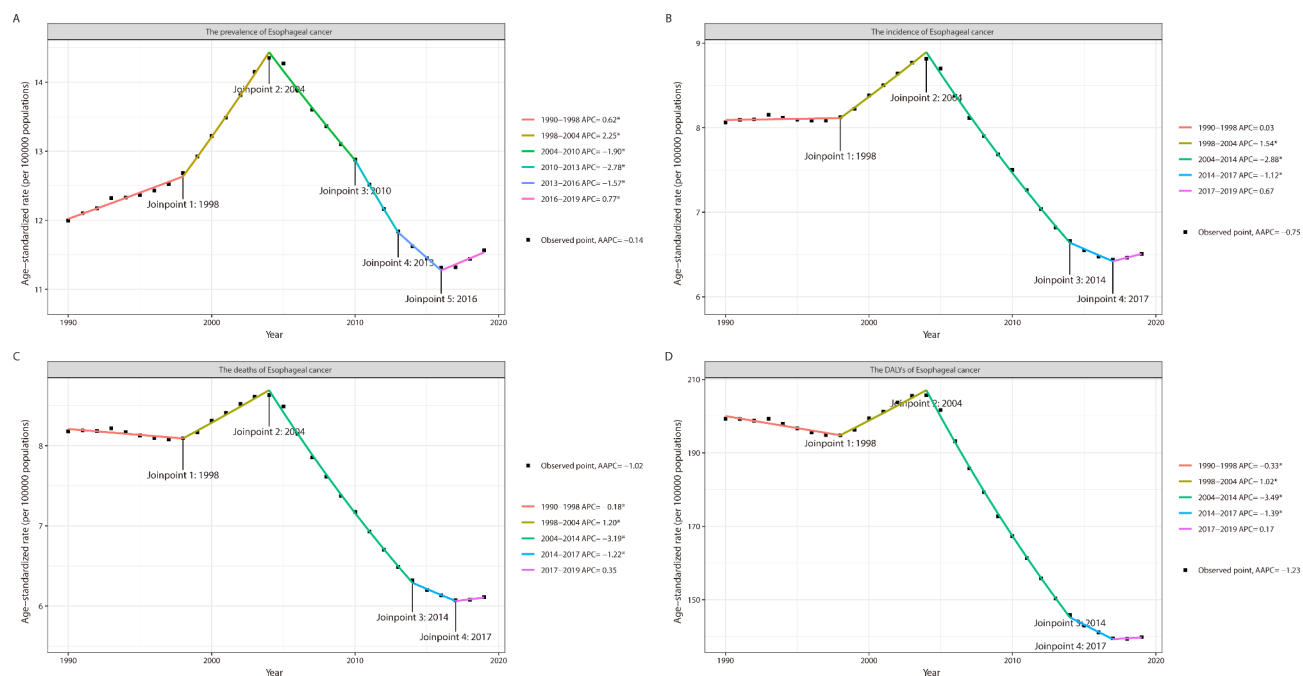 A
The prevalence of Esophageal cancer
Age−standardized rate (per 100000 populations)
14
13
12
11
1990
2000
2010
2020
Year
Joinpoint 1: 1998
Joinpoint 2: 2004
Joinpoint 3: 2010
Joinpoint 4: 2013
Joinpoint 5: 2016
1990−1998 APC= 0.62*
1998−2004 APC= 2.25*
2004−2010 APC= −1.90*
2010−2013 APC= −2.78*
2013−2016 APC= −1.57*
2016−2019 APC= 0.77*
Observed point, AAPC= −0.14
B
The incidence of Esophageal cancer
Age−standardized rate (per 100000 populations)
9
8
7
6
1990
2000
2010
2020
Year
Joinpoint 1: 1998
Joinpoint 2: 2004
Joinpoint 3: 2014
Joinpoint 4: 2017
1990−1998 APC= 0.03
1998−2004 APC= 1.54*
2004−2014 APC= −2.88*
2014−2017 APC= −1.12*
2017−2019 APC= 0.67
Observed point, AAPC= −0.75
C
The deaths of Esophageal cancer
Age−standardized rate (per 100000 populations)
8
7
6
1990
2000
2010
2020
Year
Joinpoint 1: 1998
Joinpoint 2: 2004
Joinpoint 3: 2014
Joinpoint 4: 2017
Observed point, AAPC= −1.02
1990−1998 APC= 0.18*
1998−2004 APC= 1.20*
2004−2014 APC= −3.19*
2014−2017 APC= −1.22*
2017−2019 APC= 0.35
D
The DALYs of Esophageal cancer
Age−standardized rate (per 100000 populations)
210
190
170
150
1990
2000
2010
2020
Year
Joinpoint 1: 1998
Joinpoint 2: 2004
Joinpoint 3: 2014
Joinpoint 4: 2017
1990−1998 APC= −0.33*
1998−2004 APC= 1.02*
2004−2014 APC= −3.49*
2014−2017 APC= −1.39*
2017−2019 APC= 0.17
Observed point, AAPC= −1.23